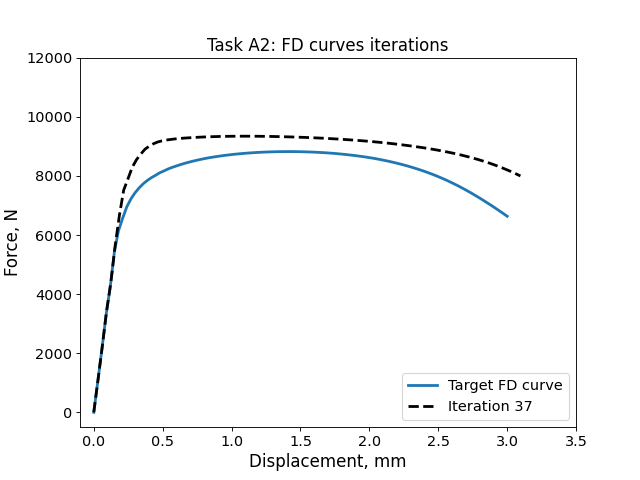 Task A2: FD curves iterations
12000
10000
8000
6000
4000
2000
0
Force, N
0.0 0.5 1.0 1.5 2.0 2.5 3.0 3.5
Displacement, mm
Target FD curve
Iteration 37